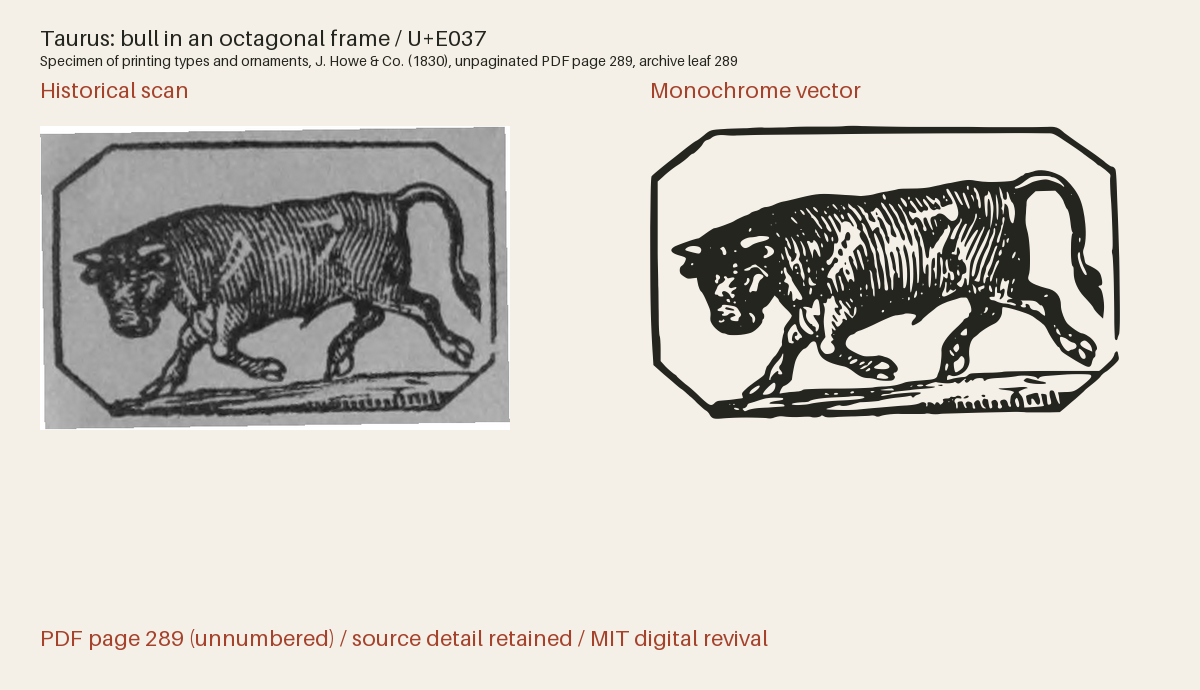 Taurus: bull in an octagonal frame / U+E037
Specimen of printing types and ornaments, J. Howe & Co. (1830), unpaginated PDF page 289, archive leaf 289
Historical scan
Monochrome vector
PDF page 289 (unnumbered) / source detail retained / MIT digital revival